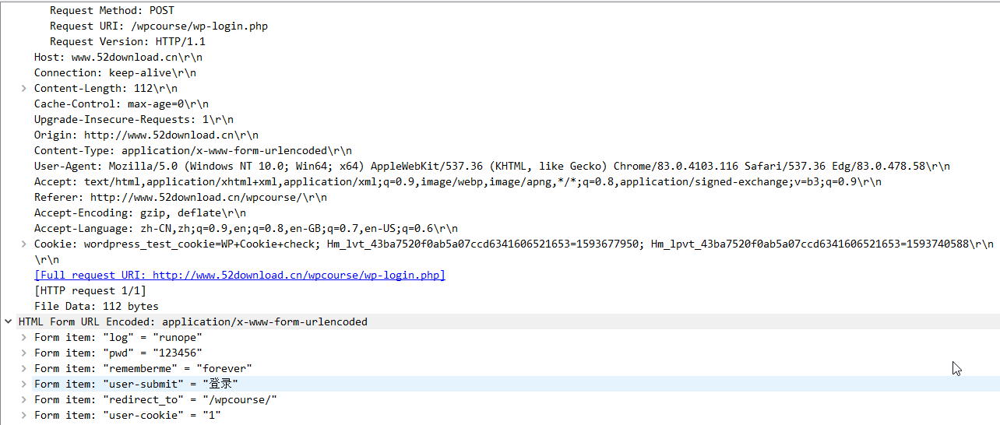 Request Method: POST
Request URI: /wpcourse/wp-login.php
Request Version: HTTP/1.1
Host: www.52download.cn\r\n
Connection: keep-alive\r\n
Content-Length: 112\r\n
Cache-Control: max-age=0\r\n
Upgrade-Insecure-Requests: 1\r\n
Origin: http://www.52download.cn\r\n
Content-Type: application/x-www-form-urlencoded\r\n
User-Agent: Mozilla/5.0 (Windows NT 10.0; Win64; x64) AppleWebKit/537.36 (KHTML, like Gecko) Chrome/83.0.4103.116 Safari/537.36 Edg/83.0.478.58\r\n
Accept: text/html,application/xhtml+xml,application/xml;q=0.9,image/webp,image/apng,*/*;q=0.8,application/signed-exchange;v=b3;q=0.9\r\n
Referer: http://www.52download.cn/wpcourse/\r\n
Accept-Encoding: gzip, deflate\r\n
Accept-Language: zh-CN,zh;q=0.9,en;q=0.8,en-GB;q=0.7,en-US;q=0.6\r\n
Cookie: wordpress_test_cookie=WP+Cookie+check; Hm_lvt_43ba7520f0ab5a07ccd6341606521653=1593677950; Hm_lpvt_43ba7520f0ab5a07ccd6341606521653=1593740588\r\n
\r\n
[Full request URI: http://www.52download.cn/wpcourse/wp-login.php]
[HTTP request 1/1]
File Data: 112 bytes
HTML Form URL Encoded: application/x-www-form-urlencoded
Form item: "log" = "runope"
Form item: "pwd" = "123456"
Form item: "rememberme" = "forever"
Form item: "user-submit" = "登录"
Form item: "redirect_to" = "/wpcourse/"
Form item: "user-cookie" = "1"